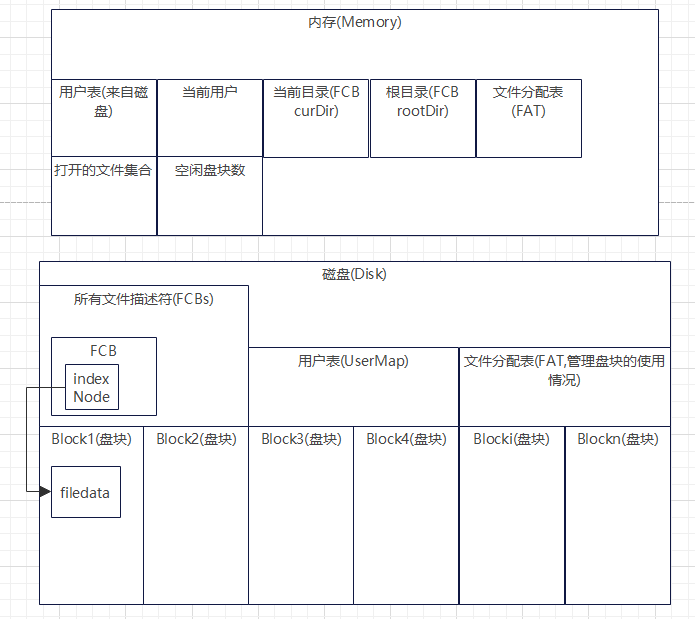 内存(Memory)
用户表(来自磁
盘)
当前用户
当前目录(FCB
curDir)
根目录(FCB
rootDir)
文件分配表
(FAT)
打开的文件集合
空闲盘块数
磁盘(Disk)
所有文件描述符(FCBs)
FCB
index
Node
用户表(UserMap)
文件分配表(FAT,管理盘块的使用
情况)
Block1(盘块)
Block2(盘块)
Block3(盘块)
Block4(盘块)
Blocki(盘块)
Blockn(盘块)
filedata